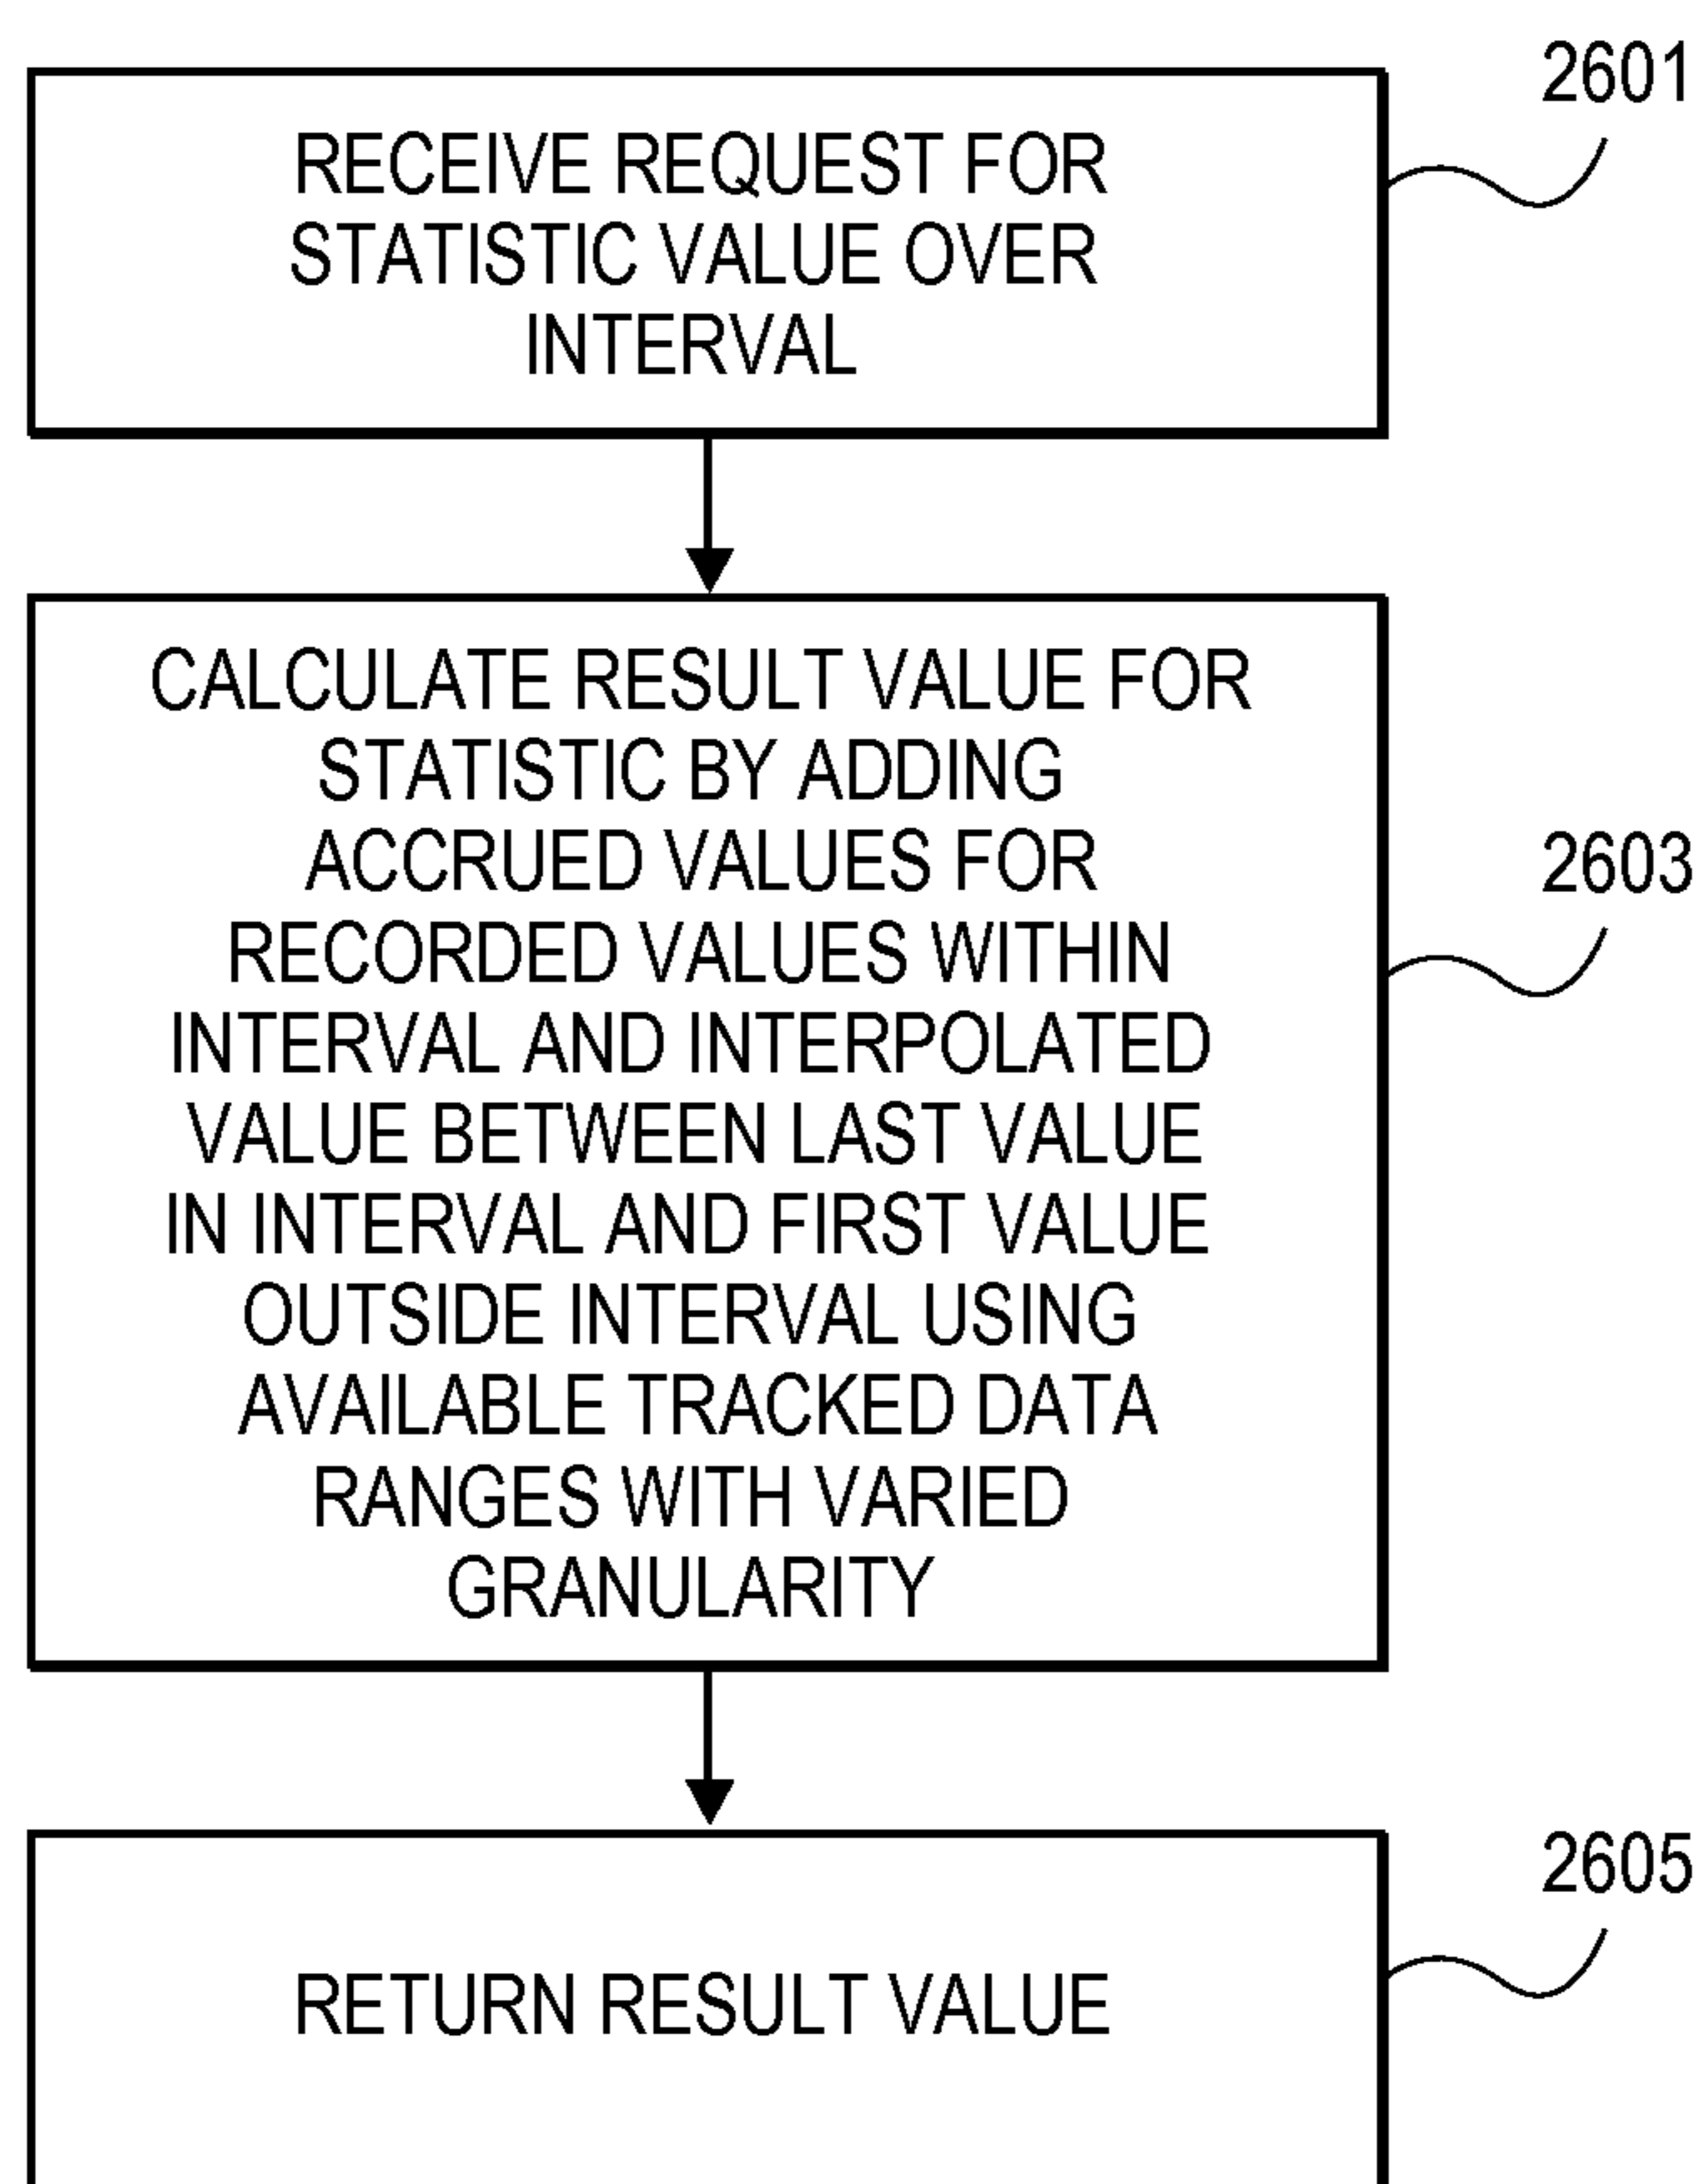 2601
RECEIVE REQUEST FOR
STATISTIC VALUE OVER
INTERVAL
CALCULATE RESULT VALUE FOR
STATISTIC BY ADDING
ACCRUED VALUES FOR
RECORDED VALUES WITHIN
INTERVAL AND INTERPOLATED
VALUE BETWEEN LAST VALUE
IN INTERVAL AND FIRST VALUE
OUTSIDE INTERVAL USING
AVAILABLE TRACKED DATA
RANGES WITH VARIED
GRANULARITY
2603
2605
RETURN RESULT VALUE